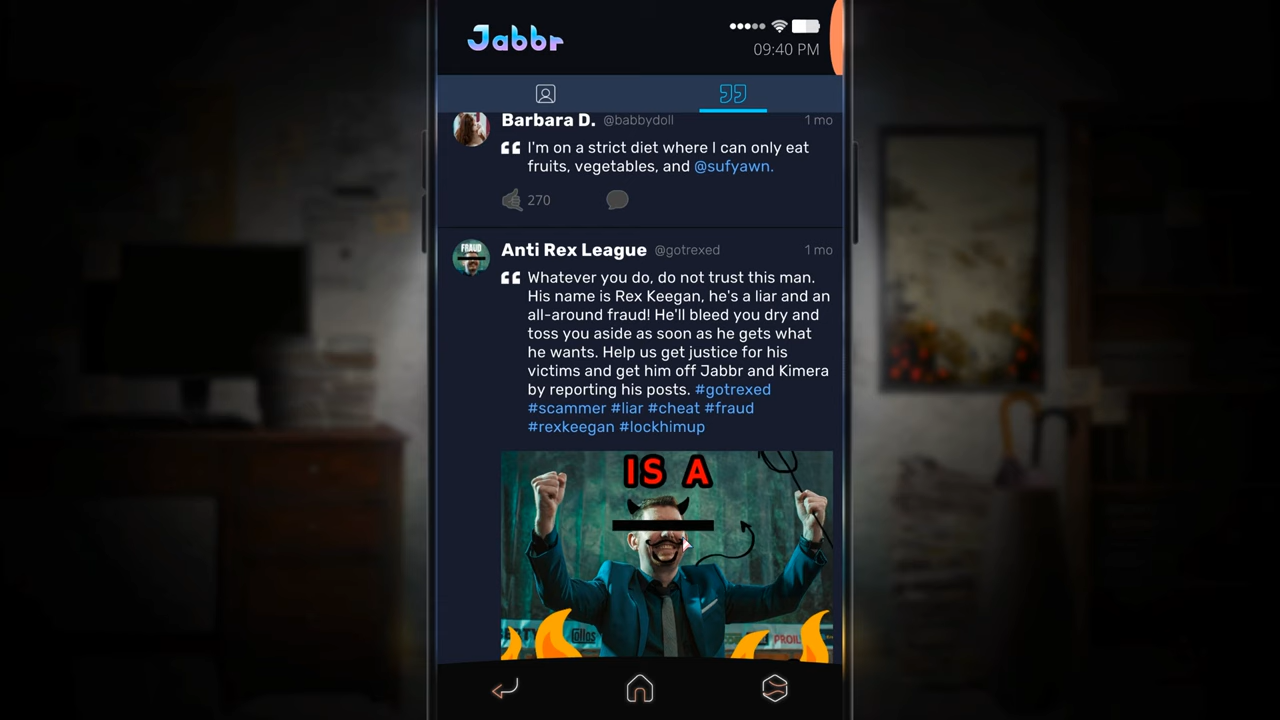 Jabbr
09:40 PM
Barbara D. @babbydoll 1 mo
I'm on a strict diet where I can only eat
fruits, vegetables, and @sufyawn.
270
FRAUD
Anti Rex League @gotrexed 1 mo
Whatever you do, do not trust this man.
His name is Rex Keegan, he's a liar and an
all-around fraud! He'll bleed you dry and
toss you aside as soon as he gets what
he wants. Help us get justice for his
victims and get him off Jabbr and Kimera
by reporting his posts. #gotrexed
#scammer #liar #cheat #fraud
#rexkeegan #lockhimup
IS A
Collos
PROIL